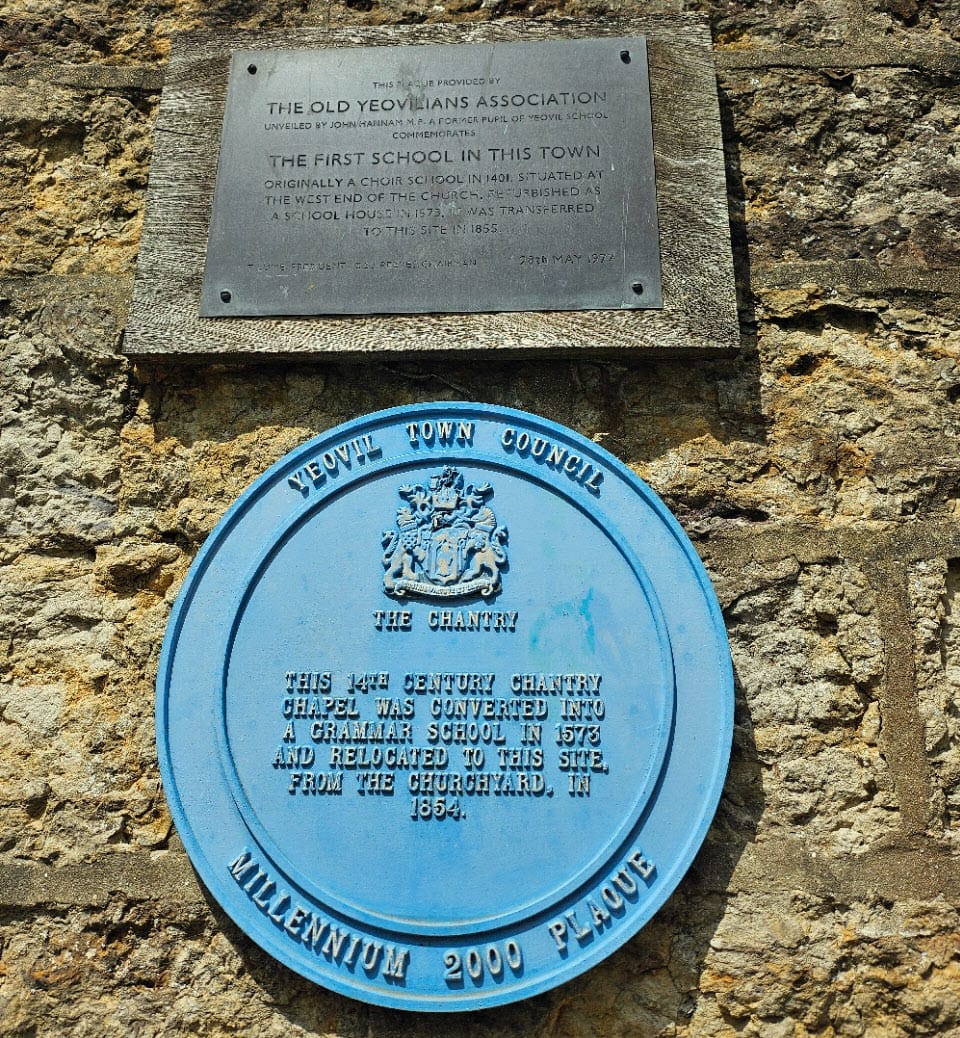 THIS PLAQUE PROVIDED BY
THE OLD YEOVILIANS ASSOCIATION
UNVEILED BY JOHN HANNAM M.P. A FORMER PUPIL OF YEOVIL SCHOOL
COMMEMORATES
THE FIRST SCHOOL IN THIS TOWN
ORIGINALLY A CHOIR SCHOOL IN 1401, SITUATED AT
THE WEST END OF THE CHURCH, REFURBISHED AS
A SCHOOL HOUSE IN 1573, IT WAS TRANSFERRED
TO THIS SITE IN 1855.
PRESIDENT CHAIRMAN 28TH MAY
YEOVIL TOWN COUNCIL
THE CHANTRY
THIS 14TH CENTURY CHANTRY
CHAPEL WAS CONVERTED INTO
A GRAMMAR SCHOOL IN 1573
AND RELOCATED TO THIS SITE,
FROM THE CHURCHYARD, IN
1854.
MILLENNIUM 2000 PLAQUE